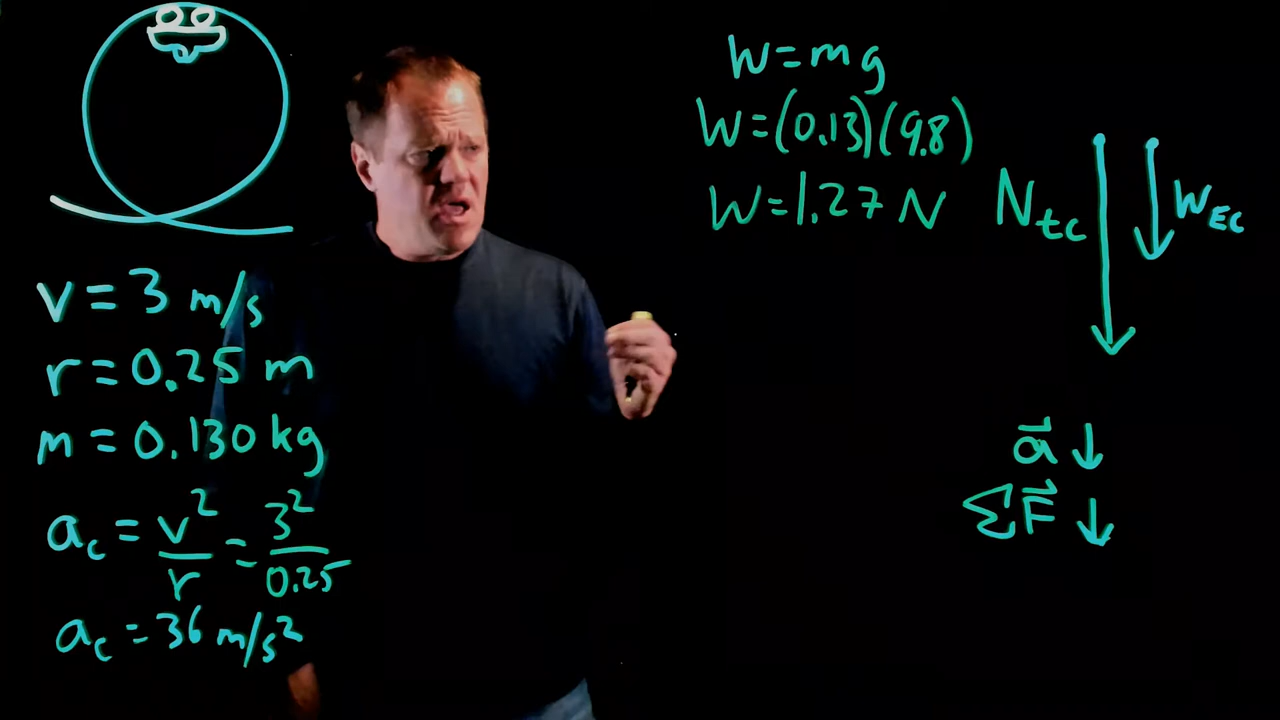 v = 3 m/s
r = 0.25 m
m = 0.130 kg
a_c = v²/r = 3²/0.25
a_c = 36 m/s²
W = mg
W = (0.13)(9.8)
W = 1.27 N
N_tc
W_EC
a⃗ ↓
ΣF⃗ ↓